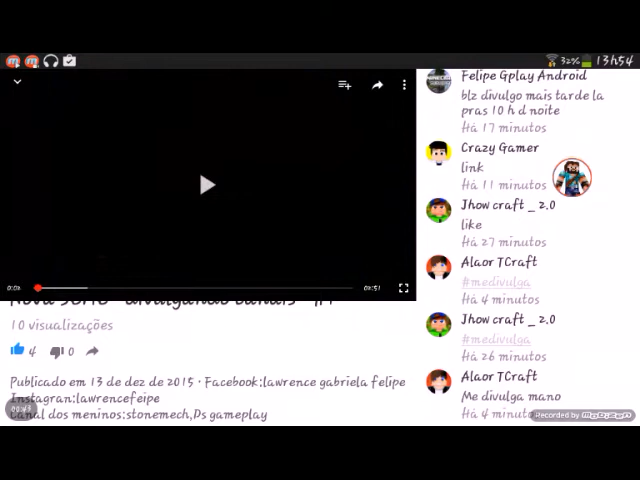 32% 13h54
Felipe Gplay Android
blz divulgo mais tarde la
pras 10 h d noite
Há 17 minutos
Crazy Gamer
link
Há 11 minutos
Jhow craft _ 2.0
like
Há 27 minutos
Alaor TCraft
#medivulga
Há 4 minutos
Jhow craft _ 2.0
#medivulga
Há 26 minutos
Alaor TCraft
Me divulga mano
Há 4 minuto
Recorded by
00:51
10 visualizações
4 0
Publicado em 13 de dez de 2015 · Facebook:lawrence gabriela felipe
Instagran:lawrencefeipe
canal dos meninos:stonemech,Ds gameplay